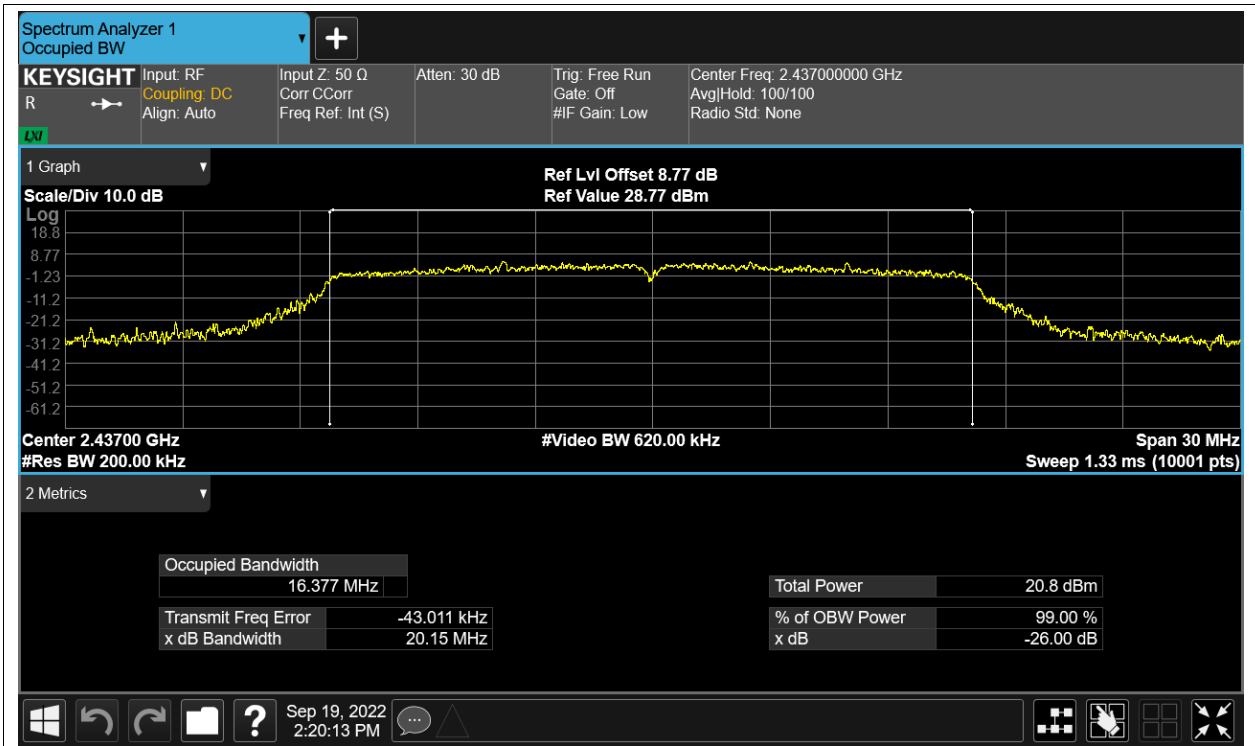 Spectrum Analyzer 1
Occupied BW
KEYSIGHT
R
LXI
Input: RF
Coupling: DC
Align: Auto
Input Z: 50 Ω
Corr CCorr
Freq Ref: Int (S)
Atten: 30 dB
Trig: Free Run
Gate: Off
#IF Gain: Low
Center Freq: 2.437000000 GHz
Avg|Hold: 100/100
Radio Std: None
1 Graph
Scale/Div 10.0 dB
Ref Lvl Offset 8.77 dB
Ref Value 28.77 dBm
Log
18.8
8.77
-1.23
-11.2
-21.2
-31.2
-41.2
-51.2
-61.2
Center 2.43700 GHz
#Res BW 200.00 kHz
#Video BW 620.00 kHz
Span 30 MHz
Sweep 1.33 ms (10001 pts)
2 Metrics
Occupied Bandwidth
16.377 MHz
Transmit Freq Error -43.011 kHz
x dB Bandwidth 20.15 MHz
Total Power 20.8 dBm
% of OBW Power 99.00 %
x dB -26.00 dB
Sep 19, 2022
2:20:13 PM